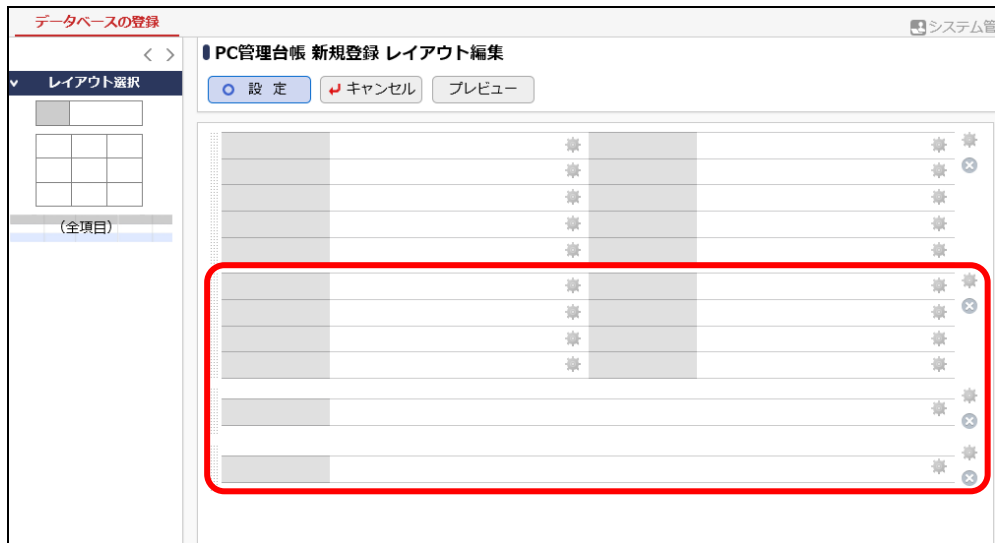 データベースの登録
システム管
< >
PC管理台帳 新規登録 レイアウト編集
レイアウト選択
設 定
キャンセル
プレビュー
(全項目)